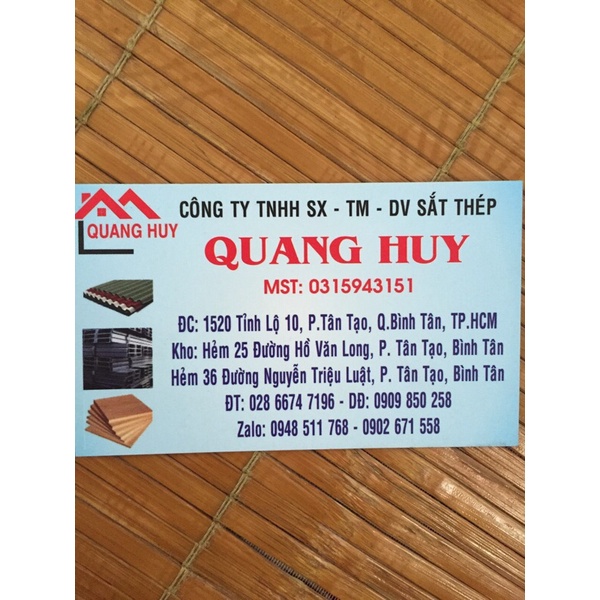 QUANG HUY
CÔNG TY TNHH SX - TM - DV SẮT THÉP
QUANG HUY
MST: 0315943151
ĐC: 1520 Tỉnh Lộ 10, P.Tân Tạo, Q.Bình Tân, TP.HCM
Kho: Hẻm 25 Đường Hồ Văn Long, P. Tân Tạo, Bình Tân
Hẻm 36 Đường Nguyễn Triệu Luật, P. Tân Tạo, Bình Tân
ĐT: 028 6674 7196 - DĐ: 0909 850 258
Zalo: 0948 511 768 - 0902 671 558